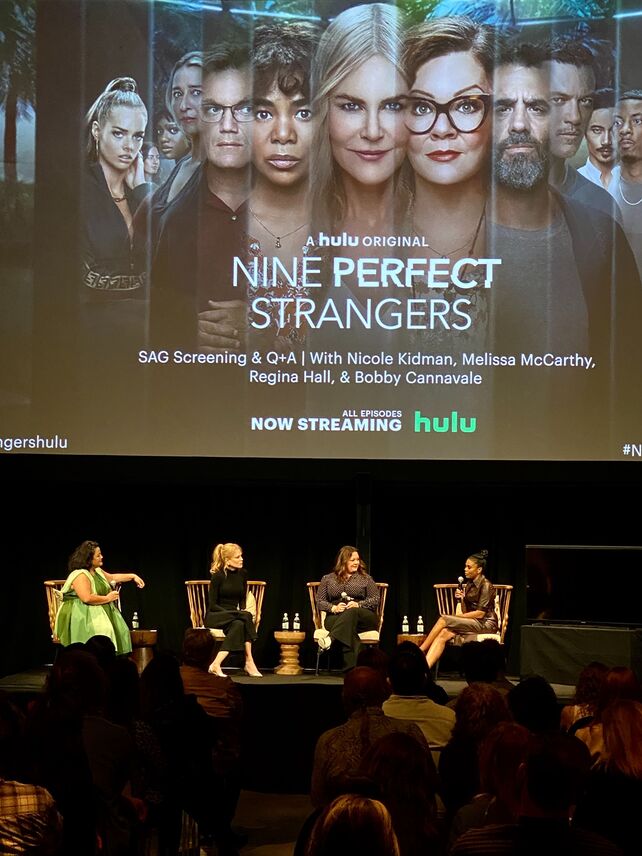 A hulu ORIGINAL
NINE PERFECT
STRANGERS
SAG Screening & Q+A | With Nicole Kidman, Melissa McCarthy,
Regina Hall, & Bobby Cannavale
ALL EPISODES
NOW STREAMING hulu
ngershulu
#N